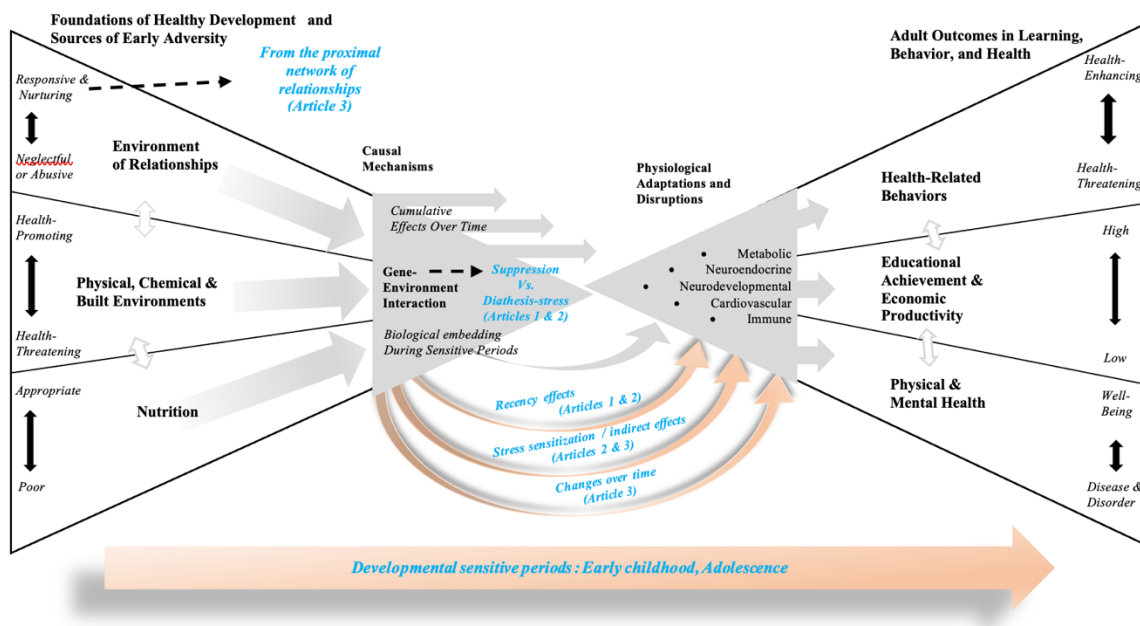 Foundations of Healthy Development and
Sources of Early Adversity
Responsive &
Nurturing
Neglectful
or Abusive
From the proximal
network of
relationships
(Article 3)
Environment
of Relationships
Health-
Promoting
Health-
Threatening
Physical, Chemical &
Built Environments
Appropriate
Poor
Nutrition
Causal
Mechanisms
Cumulative
Effects Over Time
Gene-
Environment
Interaction
Suppression
Vs.
Diathesis-stress
(Articles 1 & 2)
Biological embedding
During Sensitive Periods
Recency effects
(Articles 1 & 2)
Stress sensitization / indirect effects
(Articles 2 & 3)
Changes over time
(Article 3)
Physiological
Adaptations and
Disruptions
• Metabolic
• Neuroendocrine
• Neurodevelopmental
• Cardiovascular
• Immune
Adult Outcomes in Learning,
Behavior, and Health
Health-
Enhancing
Health-
Threatening
Health-Related
Behaviors
High
Low
Educational
Achievement &
Economic
Productivity
Physical &
Mental Health
Well-
Being
Disease &
Disorder
Developmental sensitive periods : Early childhood, Adolescence